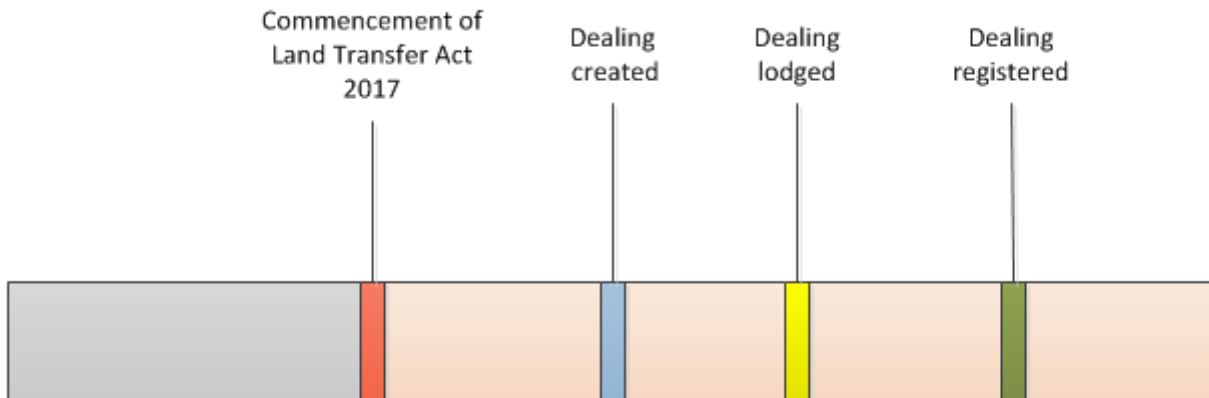 Commencement of
Land Transfer Act
2017
Dealing
created
Dealing
lodged
Dealing
registered